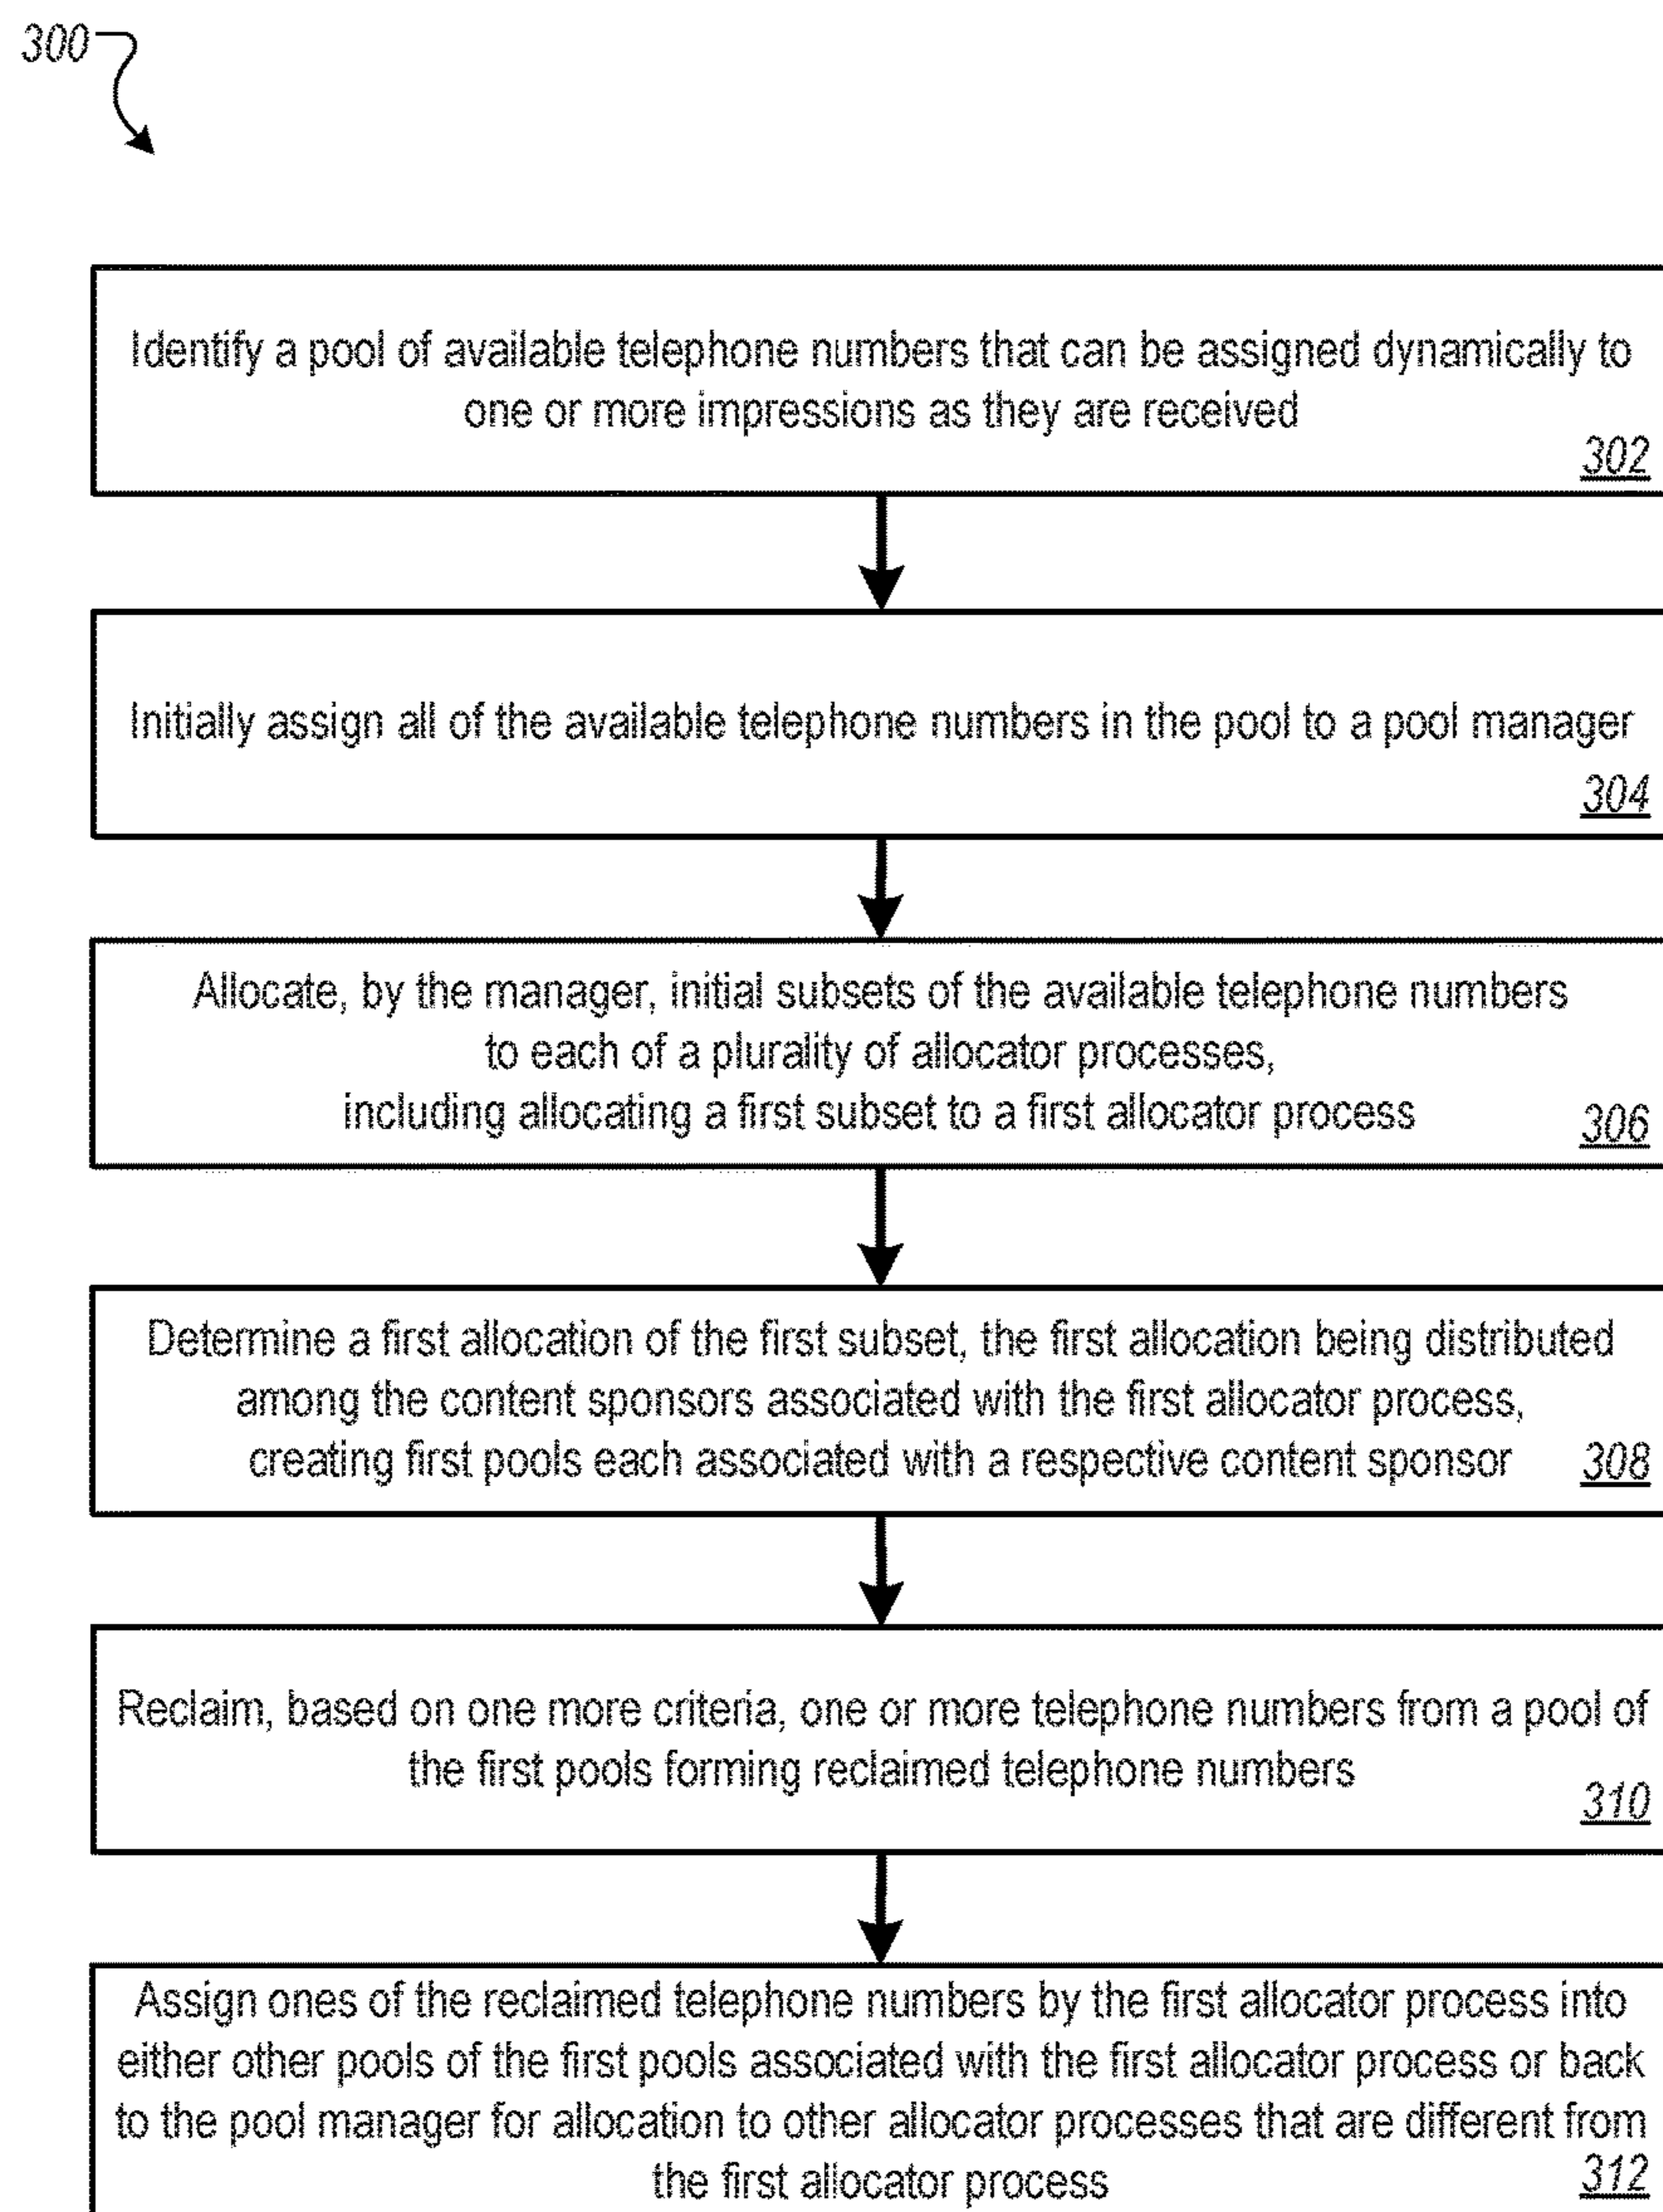 300
Identify a pool of available telephone numbers that can be assigned dynamically to
one or more impressions as they are received
302
Initially assign all of the available telephone numbers in the pool to a pool manager
304
Allocate, by the manager, initial subsets of the available telephone numbers
to each of a plurality of allocator processes,
including allocating a first subset to a first allocator process
306
Determine a first allocation of the first subset, the first allocation being distributed
among the content sponsors associated with the first allocator process,
creating first pools each associated with a respective content sponsor
308
Reclaim, based on one more criteria, one or more telephone numbers from a pool of
the first pools forming reclaimed telephone numbers
310
Assign ones of the reclaimed telephone numbers by the first allocator process into
either other pools of the first pools associated with the first allocator process or back
to the pool manager for allocation to other allocator processes that are different from
the first allocator process
312